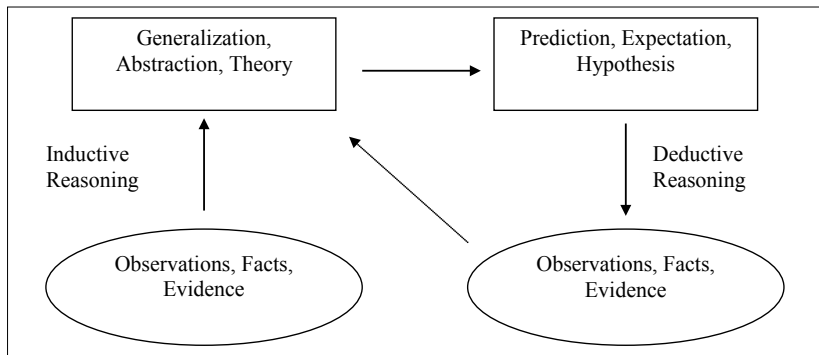 Generalization,
Abstraction, Theory
Prediction, Expectation,
Hypothesis
Inductive
Reasoning
Deductive
Reasoning
Observations, Facts,
Evidence
Observations, Facts,
Evidence